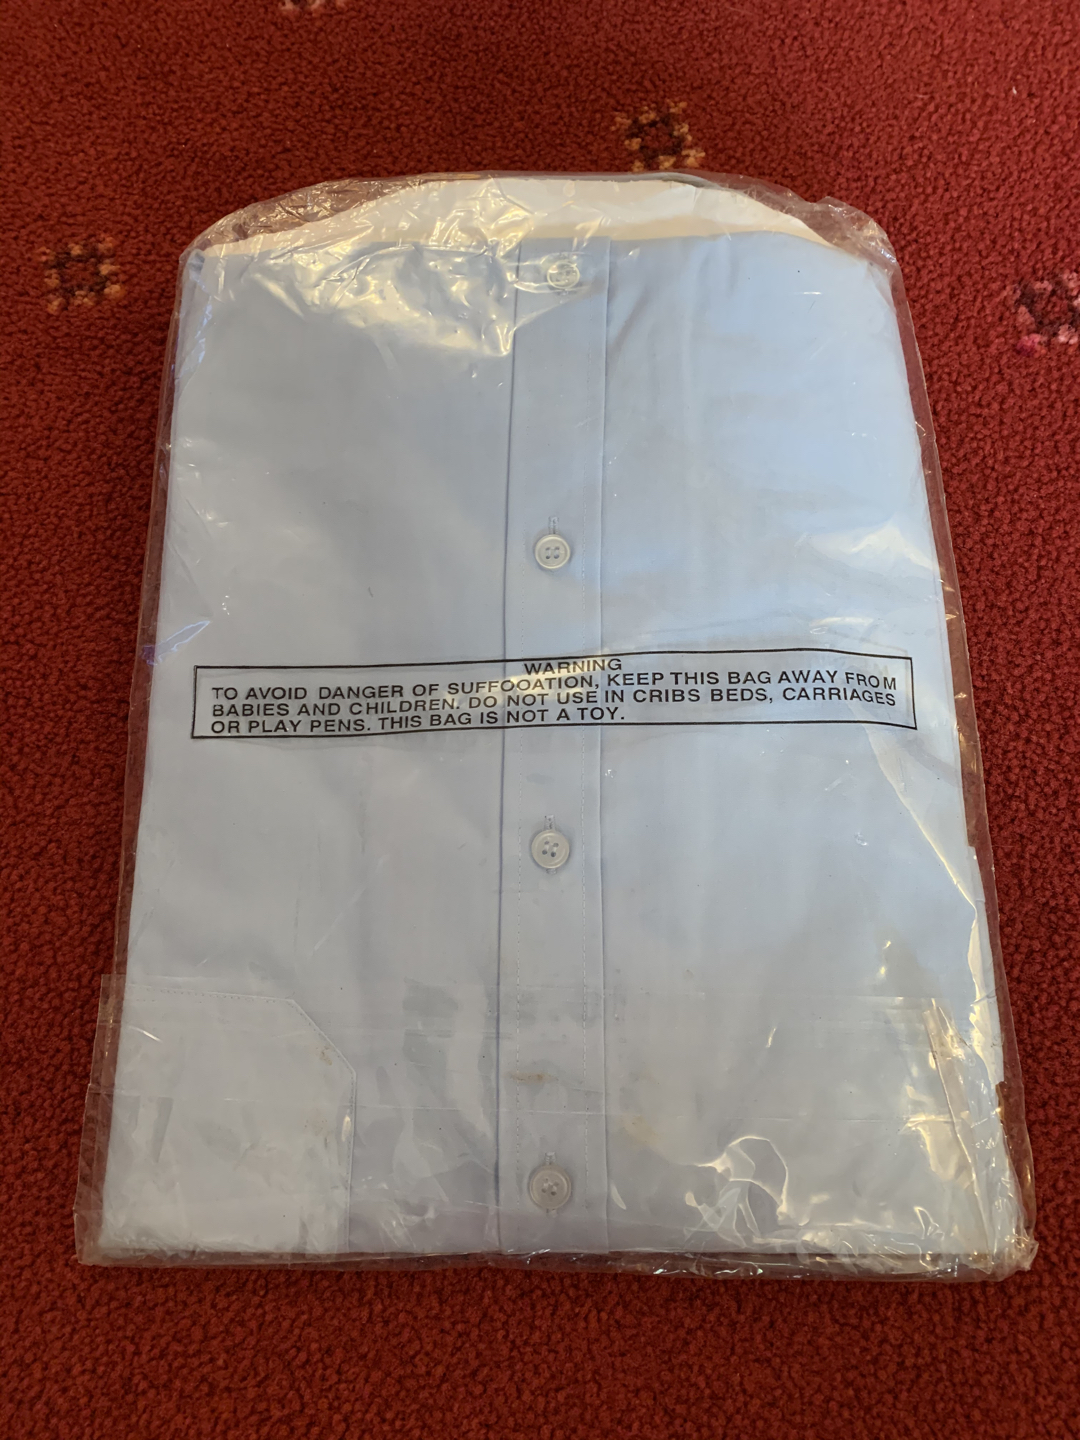 WARNING
TO AVOID DANGER OF SUFFOOATION, KEEP THIS BAG AWAY FROM
BABIES AND CHILDREN. DO NOT USE IN CRIBS BEDS, CARRIAGES
OR PLAY PENS. THIS BAG IS NOT A TOY.